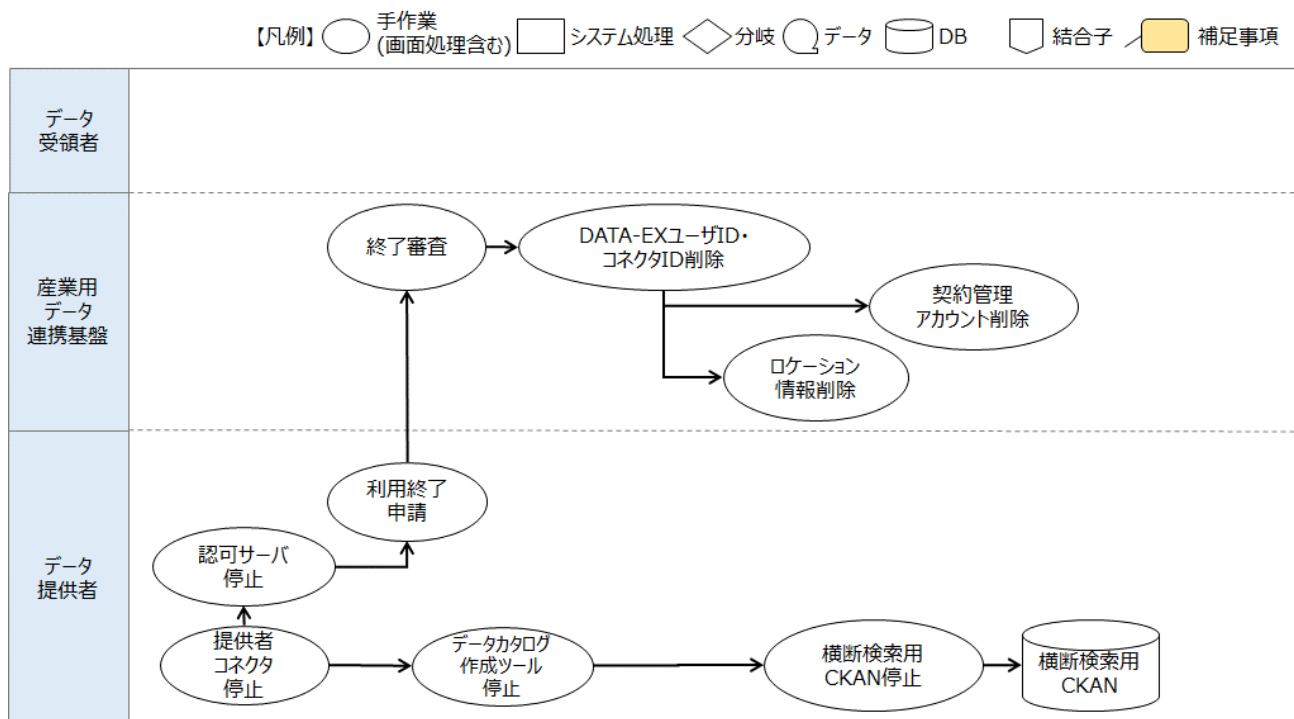 【凡例】
手作業
(画面処理含む)
システム処理
分岐
データ
DB
結合子
補足事項
データ
受領者
産業用
データ
連携基盤
終了審査
DATA-EXユーザID・
コネクタID削除
契約管理
アカウント削除
ロケーション
情報削除
データ
提供者
利用終了
申請
認可サーバ
停止
提供者
コネクタ
停止
データカタログ
作成ツール
停止
横断検索用
CKAN停止
横断検索用
CKAN